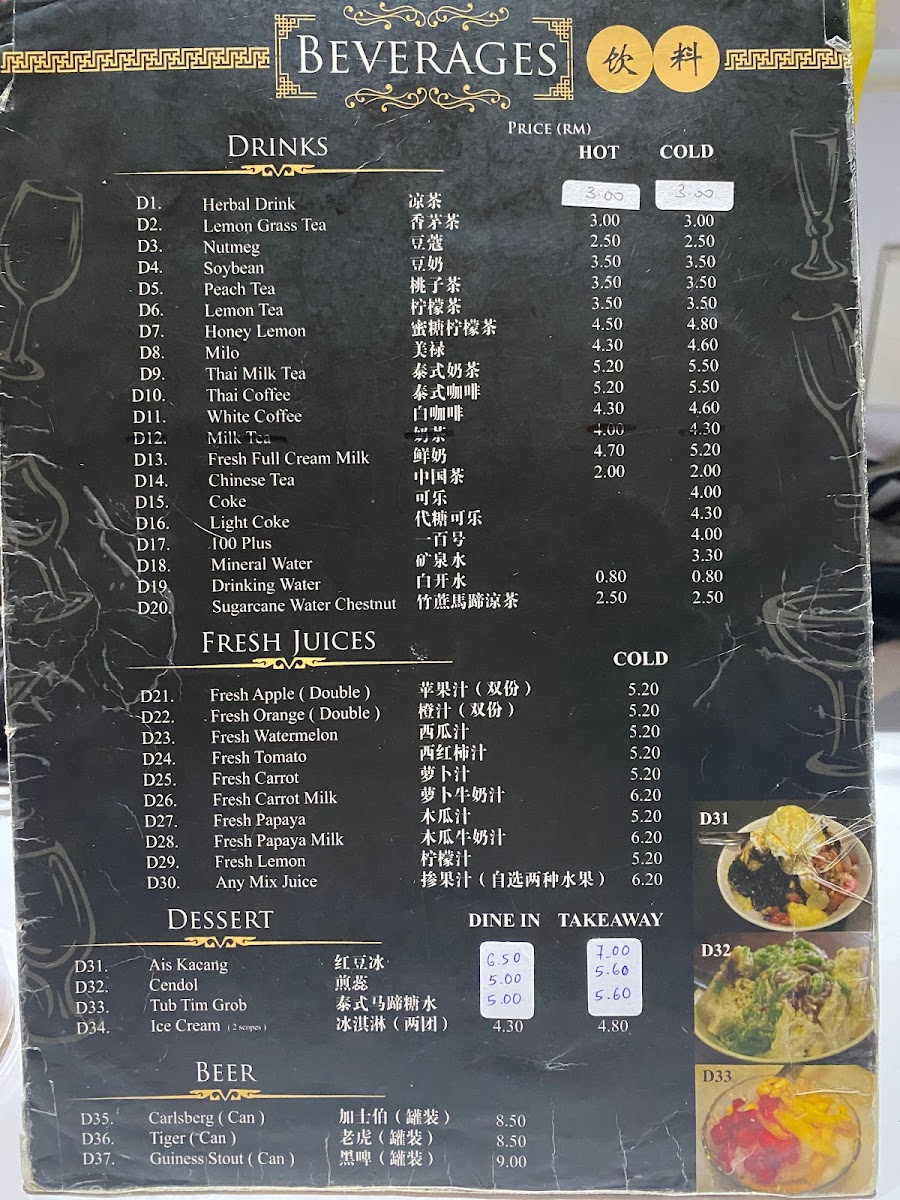 BEVERAGES 饮料
PRICE (RM)
DRINKS HOT COLD
D1. Herbal Drink 凉茶 3.00 3.00
D2. Lemon Grass Tea 香茅茶 3.00 3.00
D3. Nutmeg 豆蔻 2.50 2.50
D4. Soybean 豆奶 3.50 3.50
D5. Peach Tea 桃子茶 3.50 3.50
D6. Lemon Tea 柠檬茶 3.50 3.50
D7. Honey Lemon 蜜糖柠檬茶 4.50 4.80
D8. Milo 美禄 4.30 4.60
D9. Thai Milk Tea 泰式奶茶 5.20 5.50
D10. Thai Coffee 泰式咖啡 5.20 5.50
D11. White Coffee 白咖啡 4.30 4.60
D12. Milk Tea 奶茶 4.00 4.30
D13. Fresh Full Cream Milk 鲜奶 4.70 5.20
D14. Chinese Tea 中国茶 2.00 2.00
D15. Coke 可乐 4.00
D16. Light Coke 代糖可乐 4.30
D17. 100 Plus 一百号 4.00
D18. Mineral Water 矿泉水 3.30
D19. Drinking Water 白开水 0.80 0.80
D20. Sugarcane Water Chestnut 竹蔗馬蹄凉茶 2.50 2.50
FRESH JUICES COLD
D21. Fresh Apple ( Double ) 苹果汁 ( 双份 ) 5.20
D22. Fresh Orange ( Double ) 橙汁 ( 双份 ) 5.20
D23. Fresh Watermelon 西瓜汁 5.20
D24. Fresh Tomato 西红柿汁 5.20
D25. Fresh Carrot 萝卜汁 5.20
D26. Fresh Carrot Milk 萝卜牛奶汁 6.20
D27. Fresh Papaya 木瓜汁 5.20
D28. Fresh Papaya Milk 木瓜牛奶汁 6.20
D29. Fresh Lemon 柠檬汁 5.20
D30. Any Mix Juice 掺果汁 ( 自选两种水果 ) 6.20
DESSERT DINE IN TAKEAWAY
D31. Ais Kacang 红豆冰 6.50 7.00
D32. Cendol 煎蕊 5.00 5.60
D33. Tub Tim Grob 泰式马蹄糖水 5.00 5.60
D34. Ice Cream ( 2 scopes ) 冰淇淋 ( 两团 ) 4.30 4.80
BEER
D35. Carlsberg ( Can ) 加士伯 ( 罐装 ) 8.50
D36. Tiger ( Can ) 老虎 ( 罐装 ) 8.50
D37. Guiness Stout ( Can ) 黑啤 ( 罐装 ) 9.00
D31
D32
D33